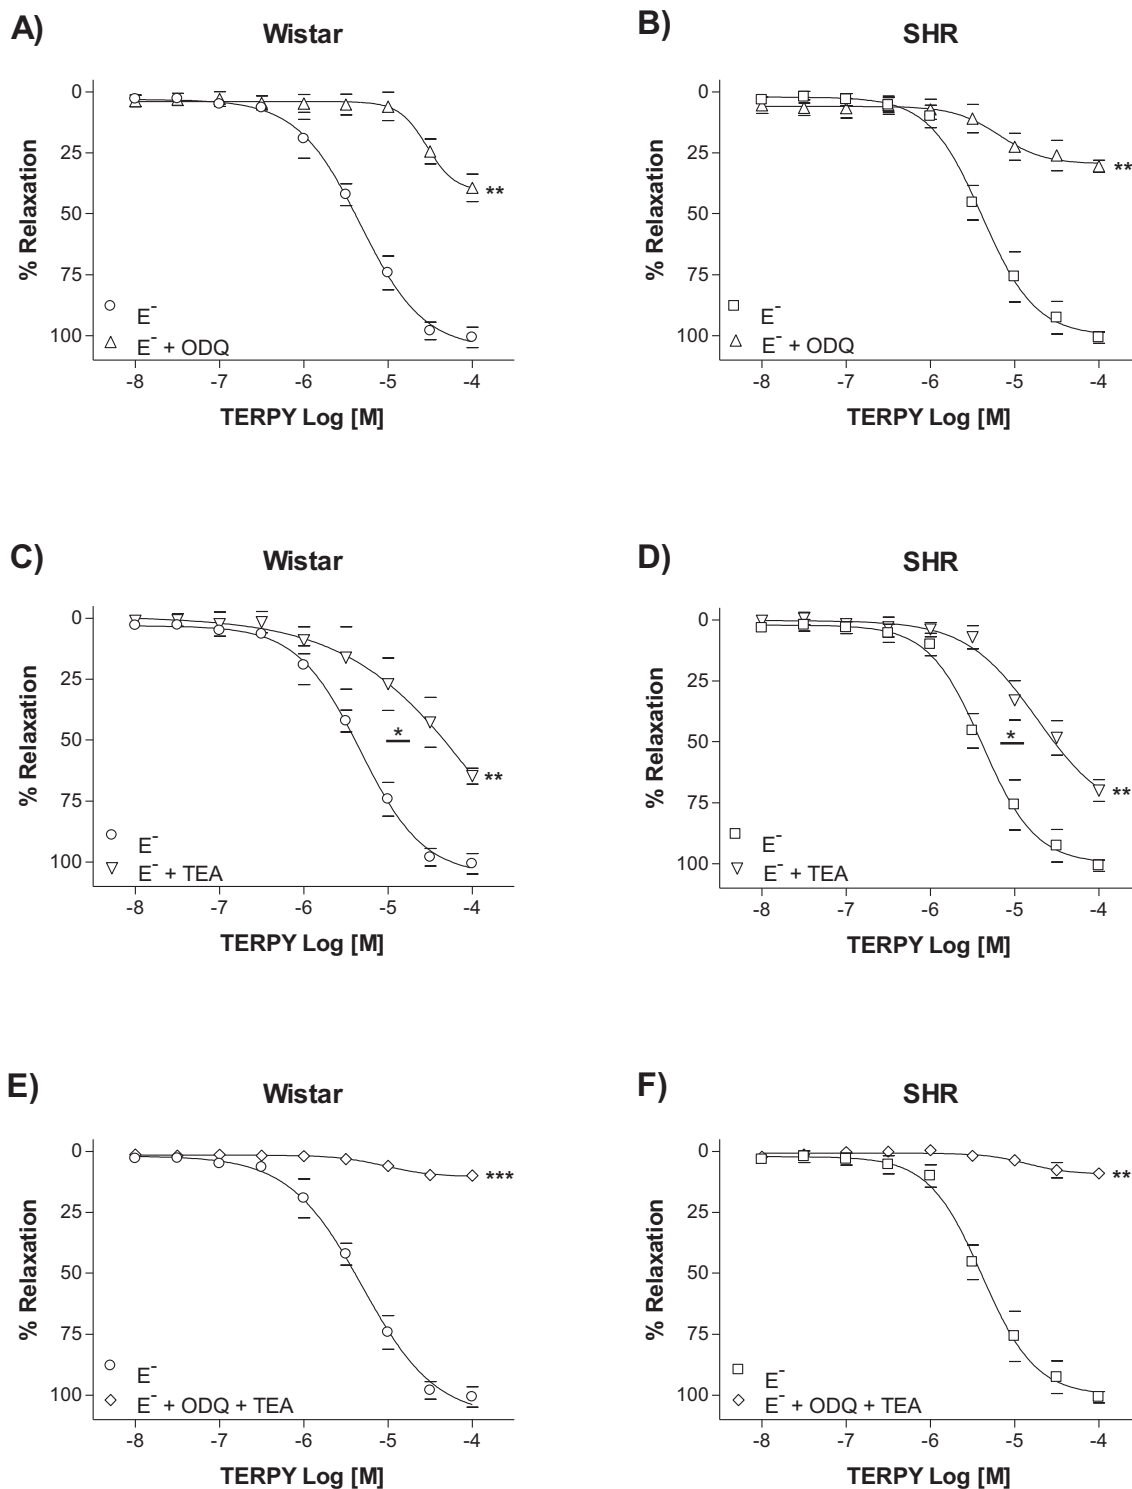 A)
Wistar
0
25
50
75
100
% Relaxation
**
E-
E- + ODQ
-8 -7 -6 -5 -4
TERPY Log [M]
B)
SHR
0
25
50
75
100
% Relaxation
**
E-
E- + ODQ
-8 -7 -6 -5 -4
TERPY Log [M]
C)
Wistar
0
25
50
75
100
% Relaxation
*
**
E-
E- + TEA
-8 -7 -6 -5 -4
TERPY Log [M]
D)
SHR
0
25
50
75
100
% Relaxation
*
**
E-
E- + TEA
-8 -7 -6 -5 -4
TERPY Log [M]
E)
Wistar
0
25
50
75
100
% Relaxation
***
E-
E- + ODQ + TEA
-8 -7 -6 -5 -4
TERPY Log [M]
F)
SHR
0
25
50
75
100
% Relaxation
**
E-
E- + ODQ + TEA
-8 -7 -6 -5 -4
TERPY Log [M]